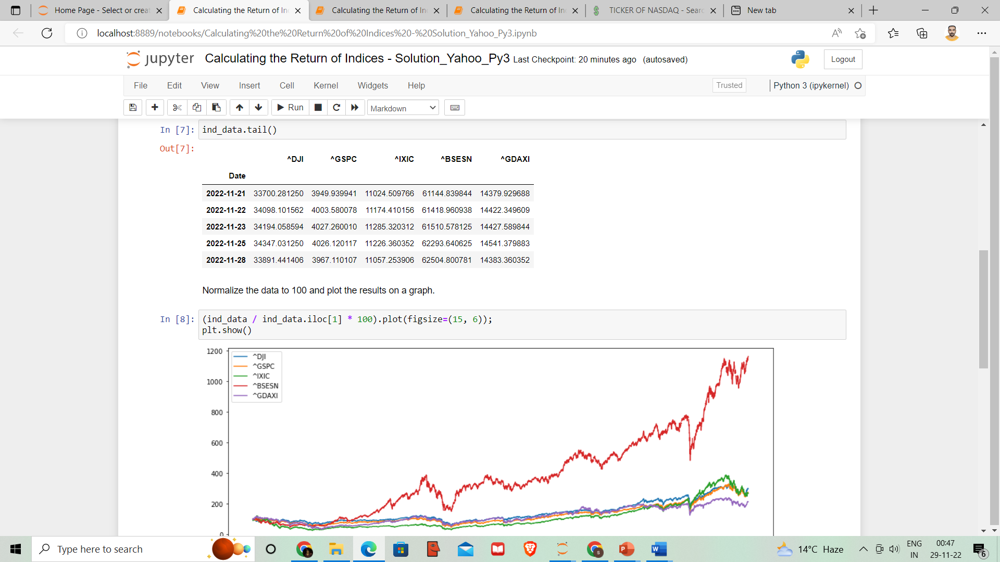 Home Page - Select or creat
Calculating the Return of In
Calculating the Return of In
Calculating the Return of In
TICKER OF NASDAQ - Searc
New tab
localhost:8889/notebooks/Calculating%20the%20Return%20of%20Indices%20-%20Solution_Yahoo_Py3.ipynb
jupyter Calculating the Return of Indices - Solution_Yahoo_Py3 Last Checkpoint: 20 minutes ago (autosaved) Logout
File Edit View Insert Cell Kernel Widgets Help Trusted Python 3 (ipykernel)
Run Markdown
In [7]: ind_data.tail()
Out[7]:
^DJI ^GSPC ^IXIC ^BSESN ^GDAXI
Date
2022-11-21 33700.281250 3949.939941 11024.509766 61144.839844 14379.929688
2022-11-22 34098.101562 4003.580078 11174.410156 61418.960938 14422.349609
2022-11-23 34194.058594 4027.260010 11285.320312 61510.578125 14427.589844
2022-11-25 34347.031250 4026.120117 11226.360352 62293.640625 14541.379883
2022-11-28 33891.441406 3967.110107 11057.253906 62504.800781 14383.360352
Normalize the data to 100 and plot the results on a graph.
In [8]: (ind_data / ind_data.iloc[1] * 100).plot(figsize=(15, 6));
plt.show()
1200
1000
800
600
400
200
0
^DJI
^GSPC
^IXIC
^BSESN
^GDAXI
Type here to search
14°C Haze
ENG
IN
00:47
29-11-22
6